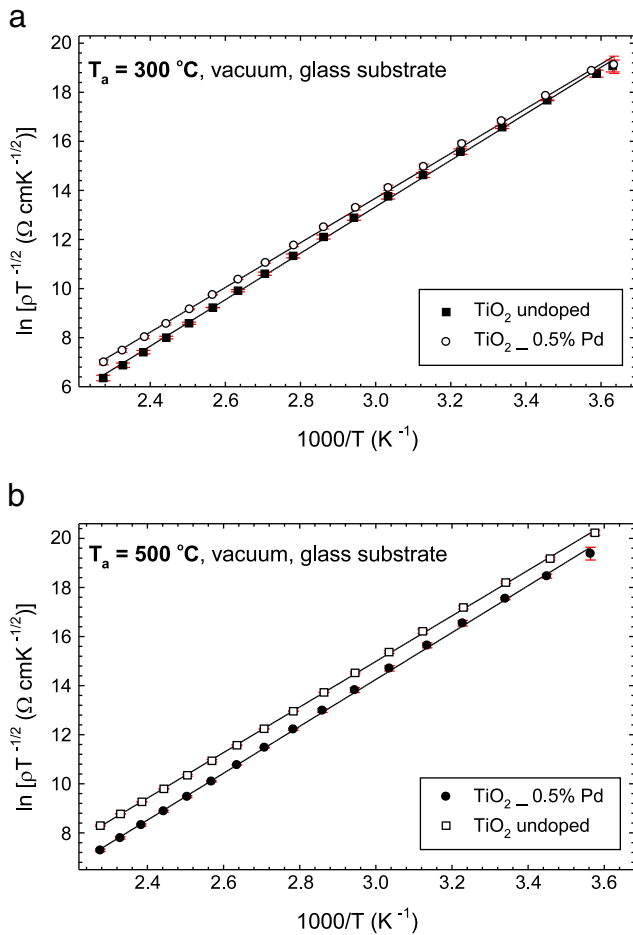 a
T_a = 300 °C, vacuum, glass substrate
ln [ρT^-1/2 (Ω cmK^-1/2)]
20
18
16
14
12
10
8
6
TiO2 undoped
TiO2_0.5% Pd
2.4 2.6 2.8 3.0 3.2 3.4 3.6
1000/T (K^-1)
b
T_a = 500 °C, vacuum, glass substrate
ln [ρT^-1/2 (Ω cmK^-1/2)]
20
18
16
14
12
10
8
TiO2_0.5% Pd
TiO2 undoped
2.4 2.6 2.8 3.0 3.2 3.4 3.6
1000/T (K^-1)